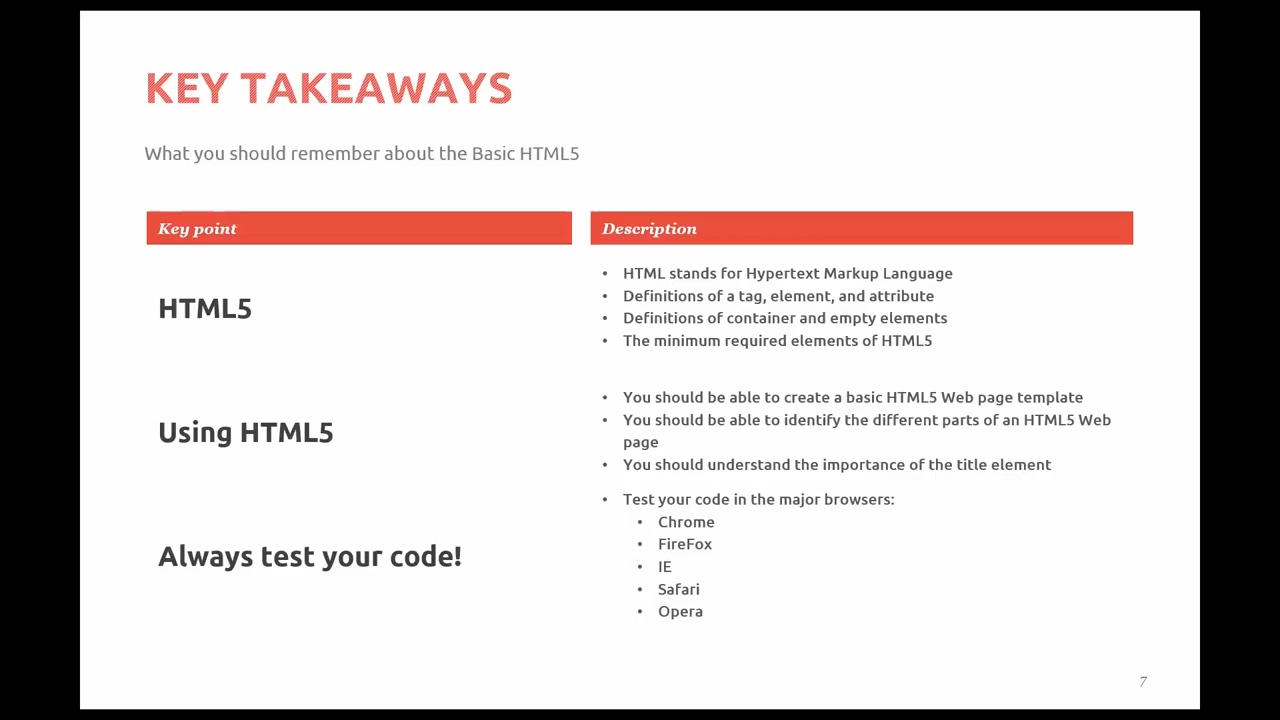 KEY TAKEAWAYS
What you should remember about the Basic HTML5
Key point
Description
HTML5
• HTML stands for Hypertext Markup Language
• Definitions of a tag, element, and attribute
• Definitions of container and empty elements
• The minimum required elements of HTML5
Using HTML5
• You should be able to create a basic HTML5 Web page template
• You should be able to identify the different parts of an HTML5 Web
page
• You should understand the importance of the title element
Always test your code!
• Test your code in the major browsers:
• Chrome
• FireFox
• IE
• Safari
• Opera
7